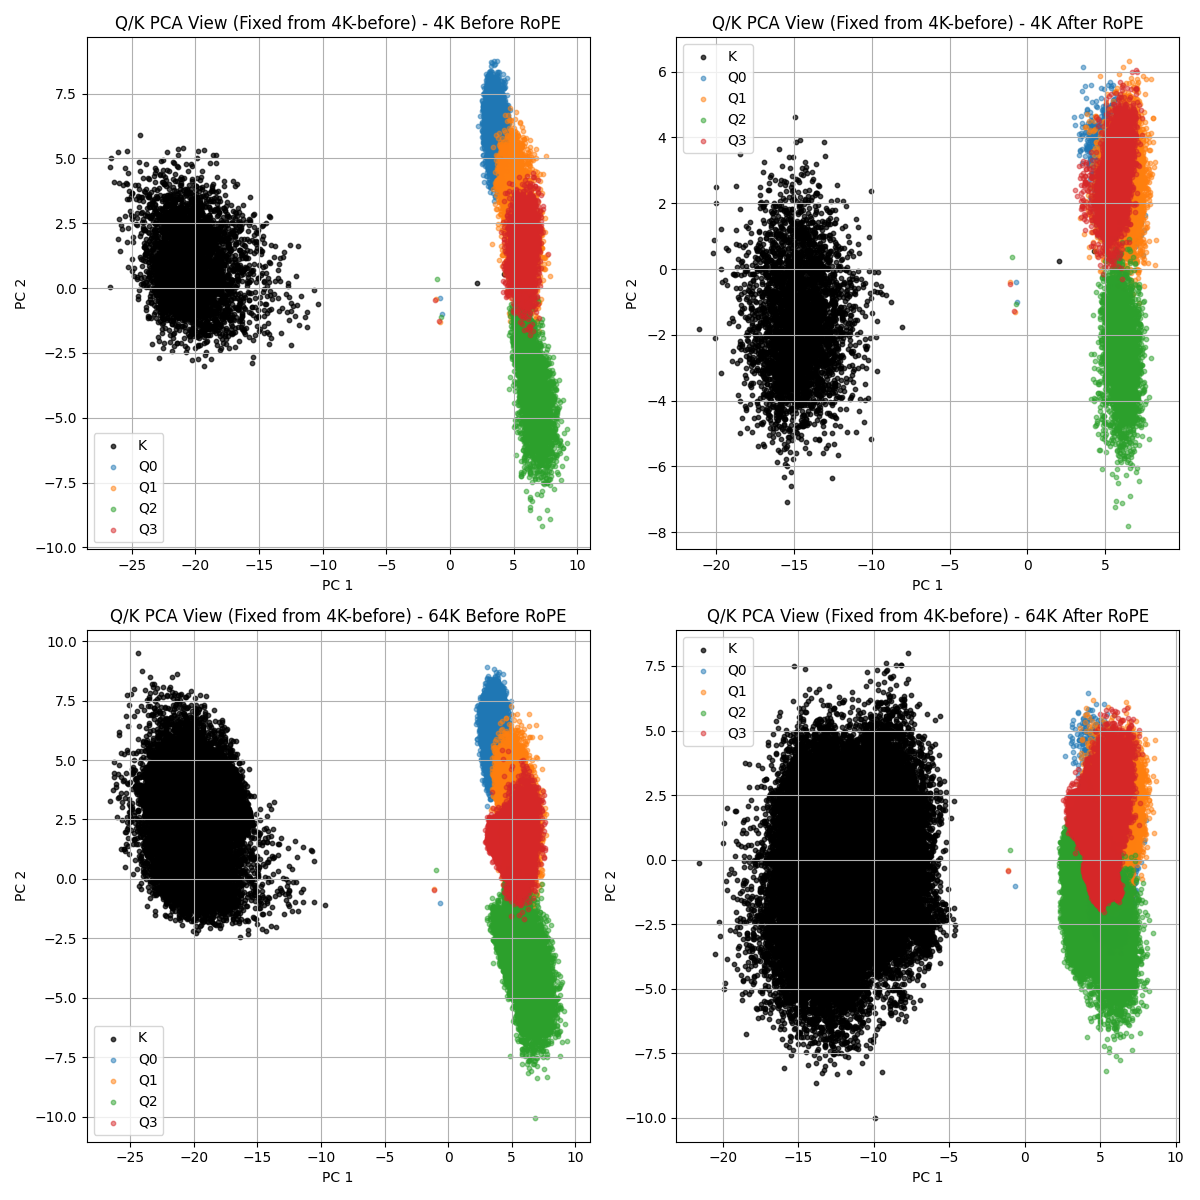 Q/K PCA View (Fixed from 4K-before) - 4K Before RoPE
7.5
5.0
2.5
0.0
−2.5
−5.0
−7.5
−10.0
PC 2
K
Q0
Q1
Q2
Q3
−25 −20 −15 −10 −5 0 5 10
PC 1
Q/K PCA View (Fixed from 4K-before) - 4K After RoPE
K
Q0
Q1
Q2
Q3
6
4
2
0
−2
−4
−6
−8
PC 2
−20 −15 −10 −5 0 5
PC 1
Q/K PCA View (Fixed from 4K-before) - 64K Before RoPE
10.0
7.5
5.0
2.5
0.0
−2.5
−5.0
−7.5
−10.0
PC 2
K
Q0
Q1
Q2
Q3
−25 −20 −15 −10 −5 0 5 10
PC 1
Q/K PCA View (Fixed from 4K-before) - 64K After RoPE
K
Q0
Q1
Q2
Q3
7.5
5.0
2.5
0.0
−2.5
−5.0
−7.5
−10.0
PC 2
−20 −15 −10 −5 0 5 10
PC 1